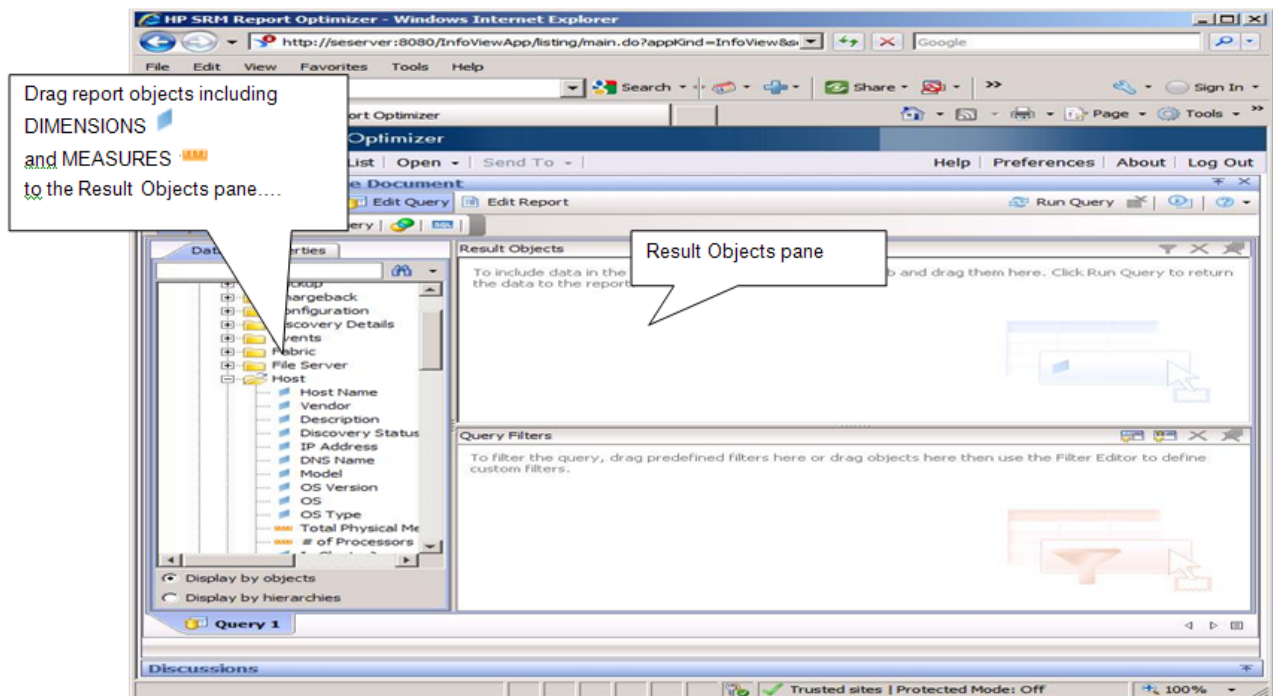 HP SRM Report Optimizer - Windows Internet Explorer
http://seserver:8080/InfoViewApp/listing/main.do?appKind=InfoView&s
Google
File Edit View Favorites Tools Help
Search
Share
Sign In
ort Optimizer
Page
Tools
Optimizer
List Open Send To
Help Preferences About Log Out
e Document
Edit Query Edit Report
Run Query
ery
SQL
Drag report objects including
DIMENSIONS
and MEASURES
to the Result Objects pane....
Dat
erties
Result Objects
Result Objects pane
To include data in the
b and drag them here. Click Run Query to return
the data to the report
ckup
hargeback
onfiguration
scovery Details
vents
Fabric
File Server
Host
Host Name
Vendor
Description
Discovery Status
IP Address
DNS Name
Model
OS Version
OS
OS Type
Total Physical Me
# of Processors
Query Filters
To filter the query, drag predefined filters here or drag objects here then use the Filter Editor to define
custom filters.
Display by objects
Display by hierarchies
Query 1
Discussions
Trusted sites | Protected Mode: Off
100%